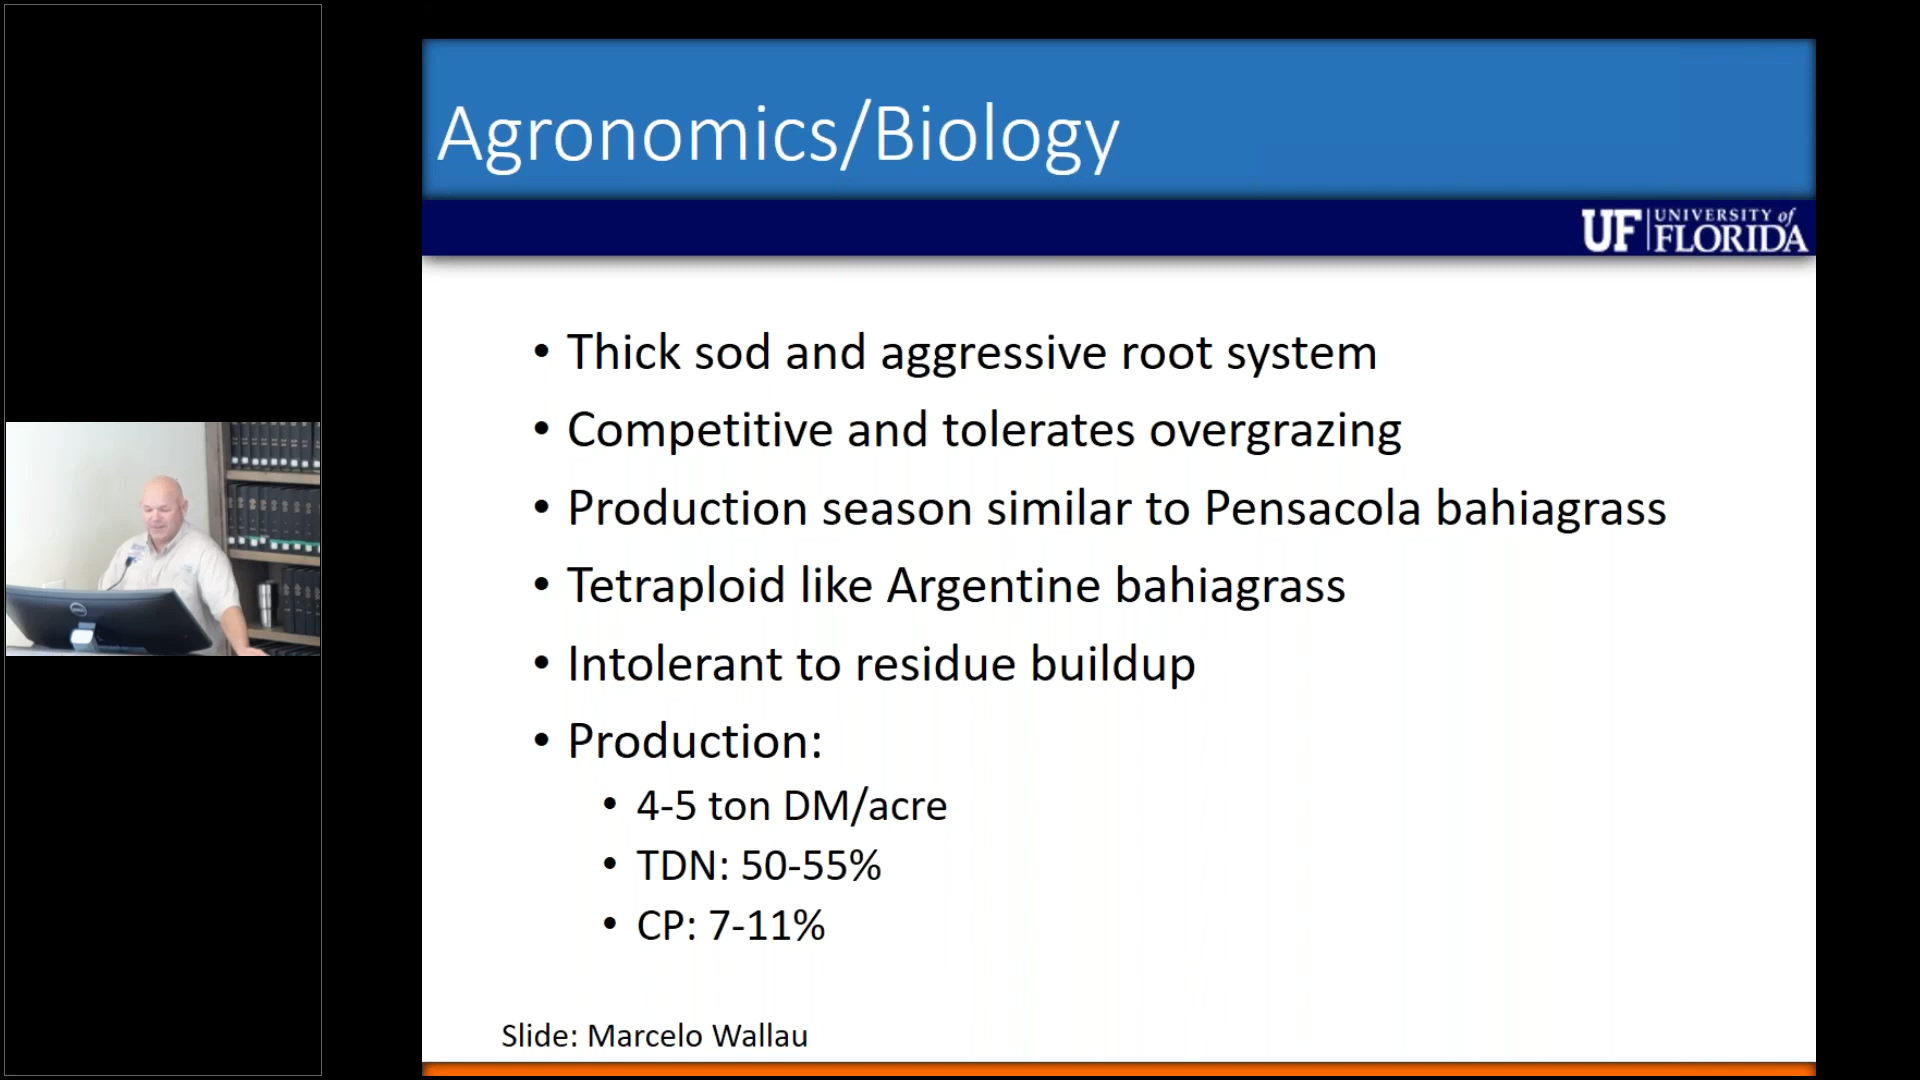 Agronomics/Biology
UF UNIVERSITY of FLORIDA
• Thick sod and aggressive root system
• Competitive and tolerates overgrazing
• Production season similar to Pensacola bahiagrass
• Tetraploid like Argentine bahiagrass
• Intolerant to residue buildup
• Production:
• 4-5 ton DM/acre
• TDN: 50-55%
• CP: 7-11%
Slide: Marcelo Wallau